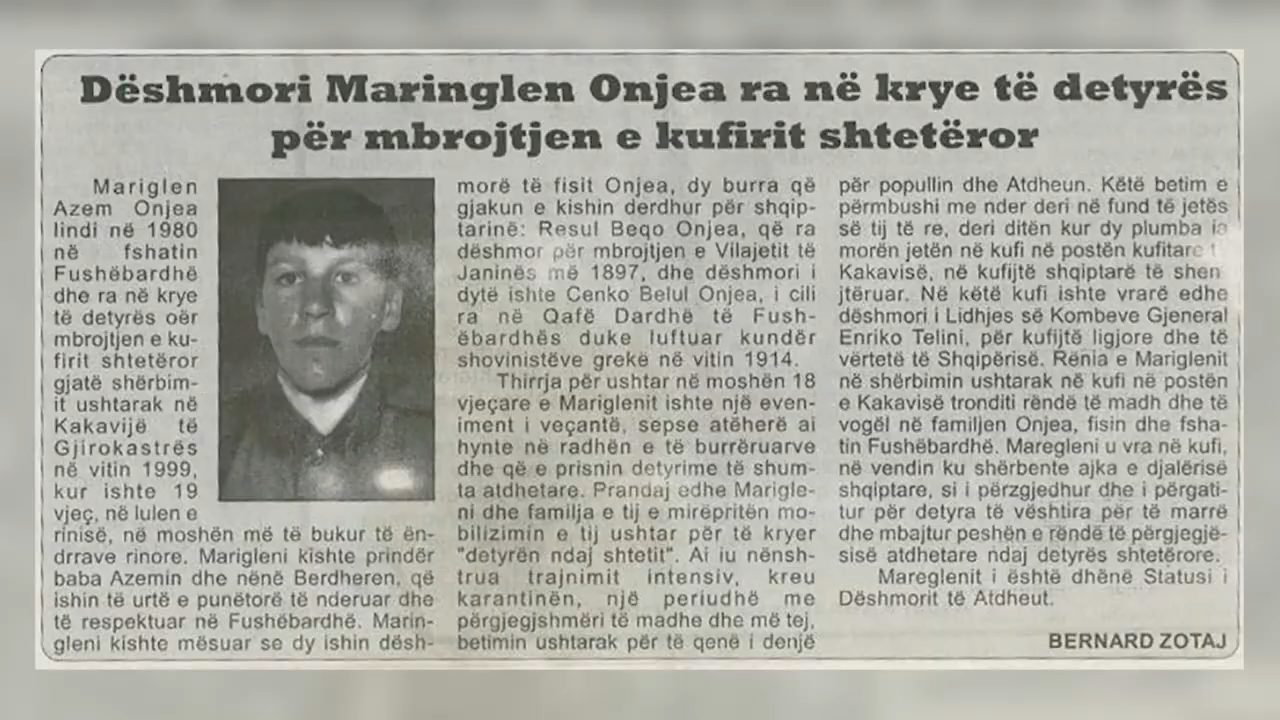 Dëshmori Maringlen Onjea ra në krye të detyrës
për mbrojtjen e kufirit shtetëror
Mariglen
Azem Onjea
lindi në 1980
në fshatin
Fushëbardhë
dhe ra në krye
të detyrës oër
mbrojtjen e ku-
firit shtetëror
gjatë shërbim-
it ushtarak në
Kakavijë të
Gjirokastrës
në vitin 1999,
kur ishte 19
vjeç, në lulen e
rinisë, në moshën më të bukur të ën-
drrave rinore. Marigleni kishte prindër
baba Azemin dhe nënë Berdheren, që
ishin të urtë e punëtorë të nderuar dhe
të respektuar në Fushëbardhë. Marin-
gleni kishte mësuar se dy ishin dësh-
morë të fisit Onjea, dy burra që
gjakun e kishin derdhur për shqip-
tarinë: Resul Beqo Onjea, që ra
dëshmor për mbrojtjen e Vilajetit të
Janinës më 1897, dhe dëshmori i
dytë ishte Cenko Belul Onjea, i cili
ra në Qafë Dardhë të Fush-
ëbardhës duke luftuar kundër
shovinistëve grekë në vitin 1914.
Thirrja për ushtar në moshën 18
vjeçare e Mariglenit ishte një even-
iment i veçantë, sepse atëherë ai
hynte në radhën e të burrëruarve
dhe që e prisnin detyrime të shum-
ta atdhetare. Prandaj edhe Marigle-
ni dhe familja e tij e mirëpritën mo-
bilizimin e tij ushtar për të kryer
"detyrën ndaj shtetit". Ai iu nënsh-
trua trajnimit intensiv, kreu
karantinën, një periudhë me
përgjegjshmëri të madhe dhe më tej,
betimin ushtarak për të qenë i denjë
për popullin dhe Atdheun. Këtë betim e
përmbushi me nder deri në fund të jetës
së tij të re, deri ditën kur dy plumba ia
morën jetën në kufi në postën kufitare
Kakavisë, në kufijtë shqiptarë të shen
jtëruar. Në këtë kufi ishte vrarë edhe
dëshmori i Lidhjes së Kombeve Gjeneral
Enriko Telini, për kufijtë ligjore dhe të
vërtetë të Shqipërisë. Rënia e Mariglenit
në shërbimin ushtarak në kufi në postën
e Kakavisë tronditi rëndë të madh dhe të
vogël në familjen Onjea, fisin dhe fsha-
tin Fushëbardhë. Maregleni u vra në kufi,
në vendin ku shërbente ajka e djalërisë
shqiptare, si i përzgjedhur dhe i përgati-
tur për detyra të vështira për të marrë
dhe mbajtur peshën e rëndë të përgjegjë-
sisë atdhetare ndaj detyrës shtetërore.
Mareglenit i është dhënë Statusi i
Dëshmorit të Atdheut.
BERNARD ZOTAJ